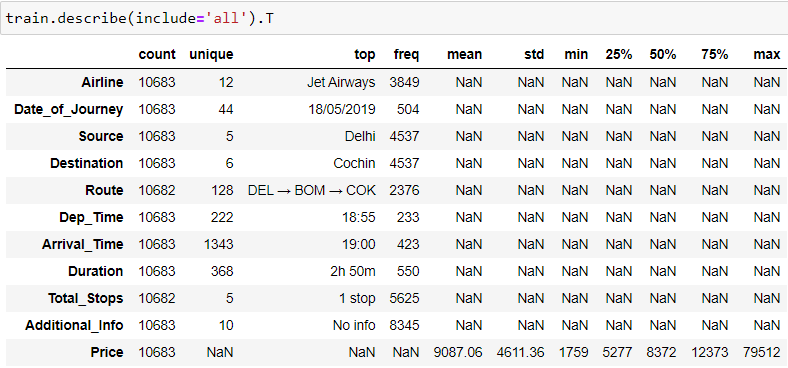 train.describe(include='all').T
count unique top freq mean std min 25% 50% 75% max
Airline 10683 12 Jet Airways 3849 NaN NaN NaN NaN NaN NaN NaN
Date_of_Journey 10683 44 18/05/2019 504 NaN NaN NaN NaN NaN NaN NaN
Source 10683 5 Delhi 4537 NaN NaN NaN NaN NaN NaN NaN
Destination 10683 6 Cochin 4537 NaN NaN NaN NaN NaN NaN NaN
Route 10682 128 DEL → BOM → COK 2376 NaN NaN NaN NaN NaN NaN NaN
Dep_Time 10683 222 18:55 233 NaN NaN NaN NaN NaN NaN NaN
Arrival_Time 10683 1343 19:00 423 NaN NaN NaN NaN NaN NaN NaN
Duration 10683 368 2h 50m 550 NaN NaN NaN NaN NaN NaN NaN
Total_Stops 10682 5 1 stop 5625 NaN NaN NaN NaN NaN NaN NaN
Additional_Info 10683 10 No info 8345 NaN NaN NaN NaN NaN NaN NaN
Price 10683 NaN NaN NaN 9087.06 4611.36 1759 5277 8372 12373 79512